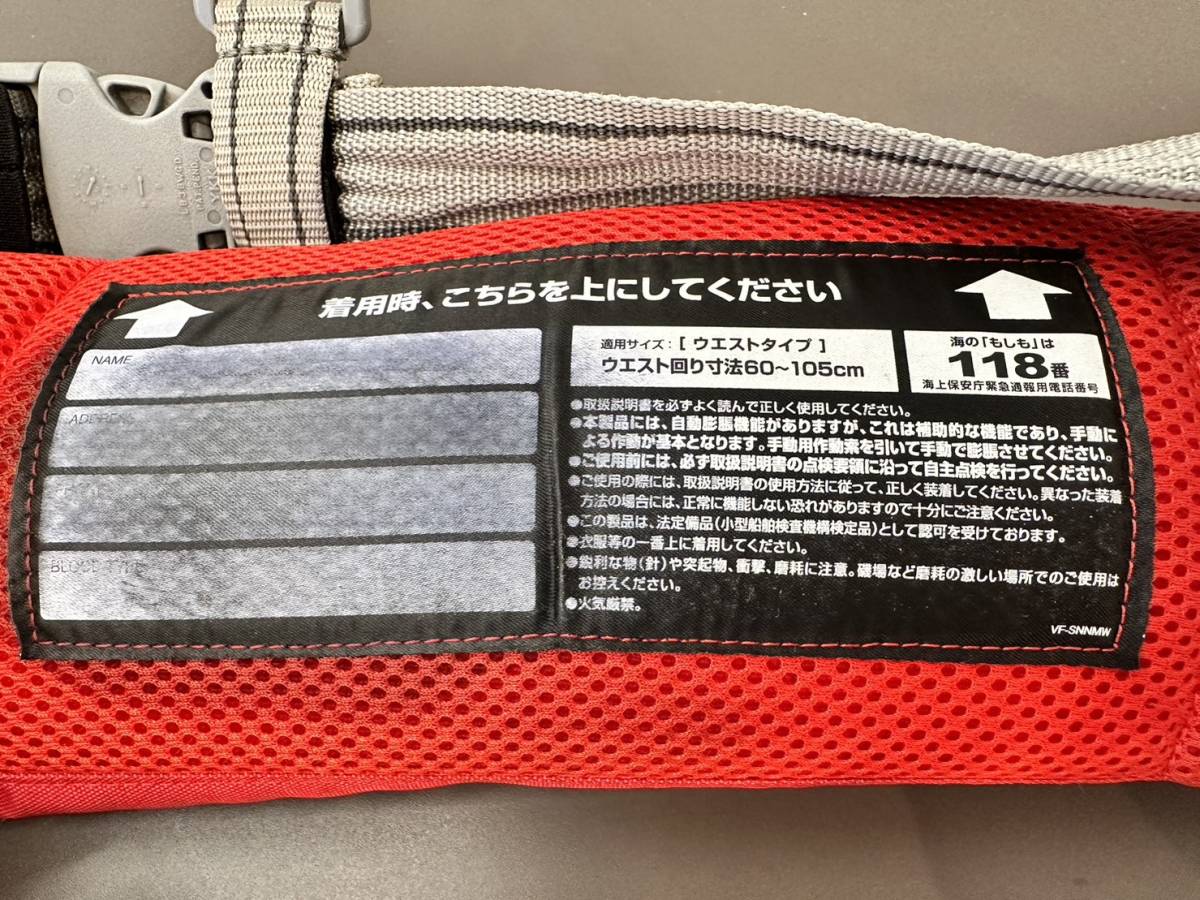 着用時、こちらを上にしてください
NAME
BLOOD TYPE
適用サイズ:［ ウエストタイプ ］
ウエスト回り寸法60～105cm
海の「もしも」は
118番
海上保安庁緊急通報用電話番号
●取扱説明書を必ずよく読んで正しく使用してください。
●本製品には、自動膨脹機能がありますが、これは補助的な機能であり、手動に
よる作動が基本となります。手動用作動索を引いて手動で膨脹させてください。
●ご使用前には、必ず取扱説明書の点検要領に沿って自主点検を行ってください。
●ご使用の際には、取扱説明書の使用方法に従って、正しく装着してください。異なった装着
方法の場合には、正常に機能しない恐れがありますので十分にご注意ください。
●この製品は、法定備品(小型船舶検査機構検定品)として認可を受けております。
●衣服等の一番上に着用してください。
●鋭利な物(針)や突起物、衝撃、磨耗に注意。磯場など磨耗の激しい場所でのご使用は
お控えください。
●火気厳禁。
VF-SNNMW